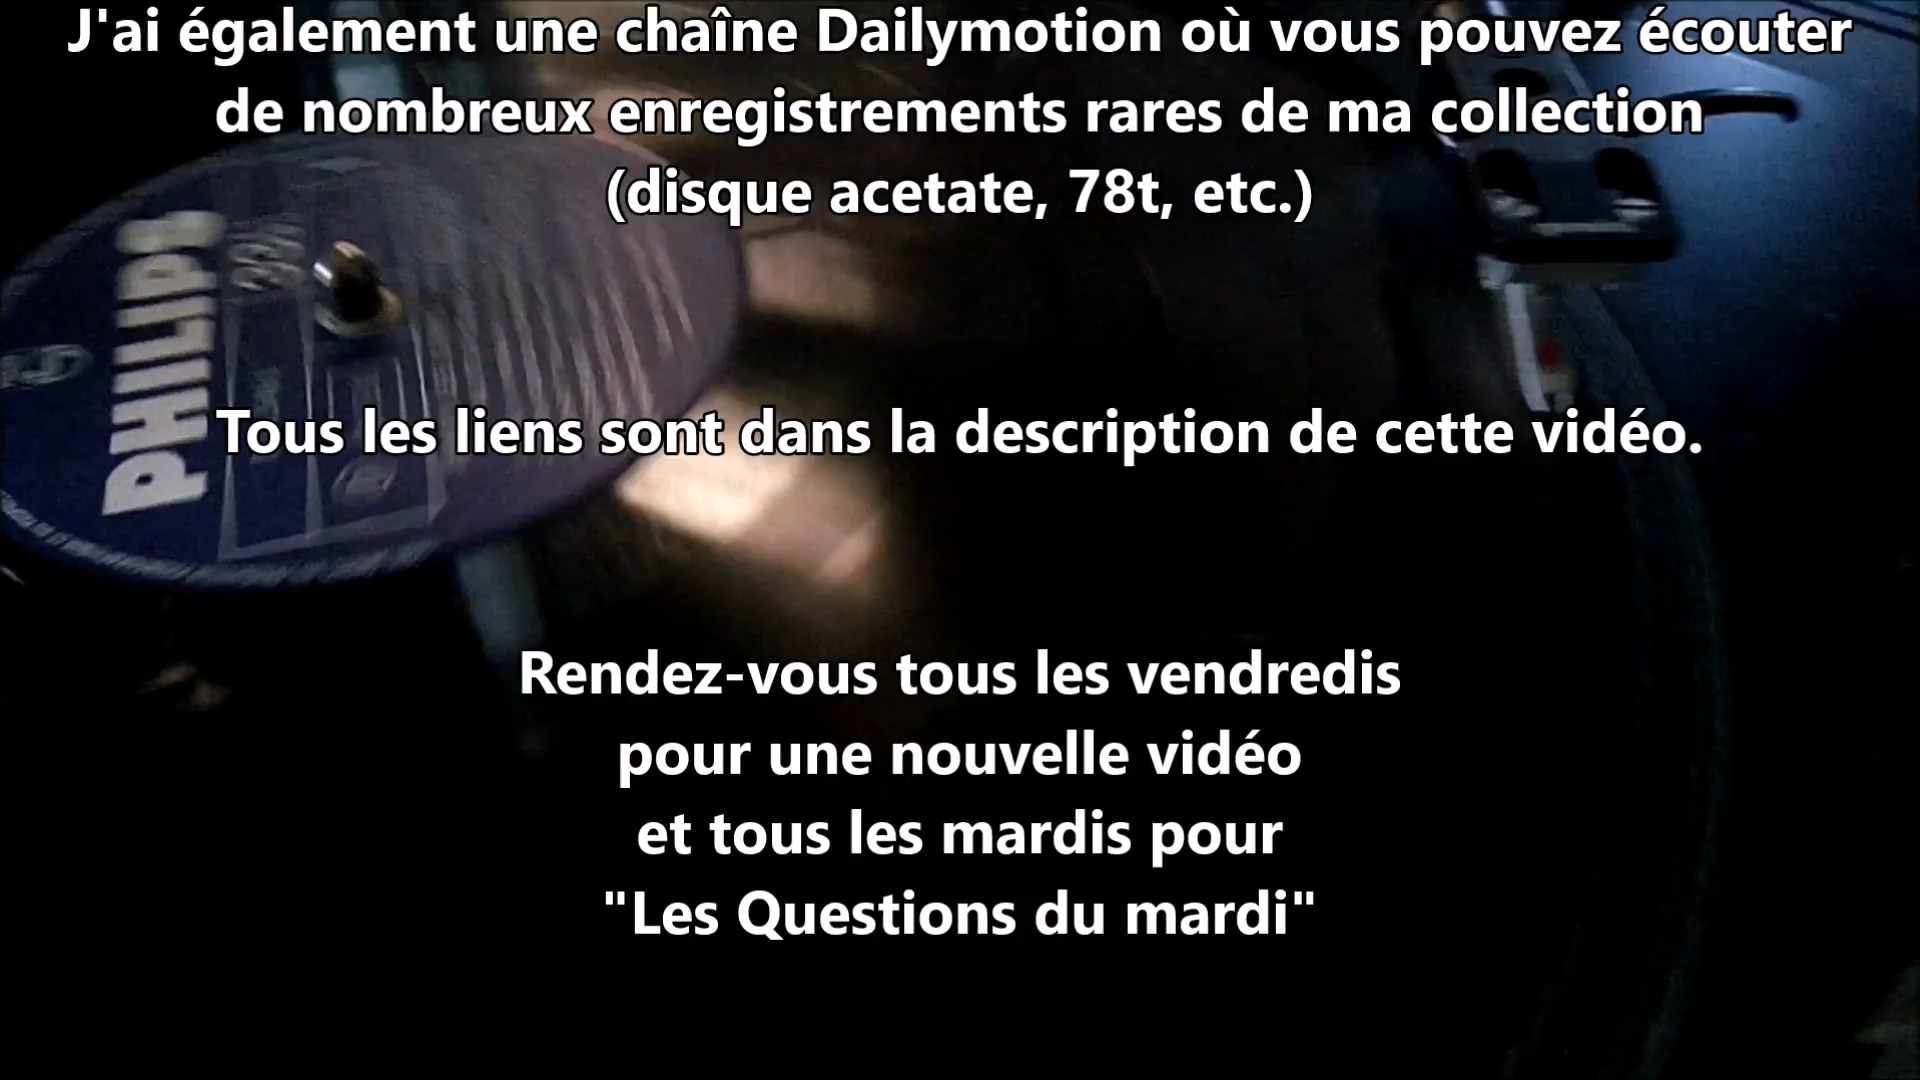 J'ai également une chaîne Dailymotion où vous pouvez écouter
de nombreux enregistrements rares de ma collection
(disque acetate, 78t, etc.)
PHILIPS
Tous les liens sont dans la description de cette vidéo.
Rendez-vous tous les vendredis
pour une nouvelle vidéo
et tous les mardis pour
"Les Questions du mardi"